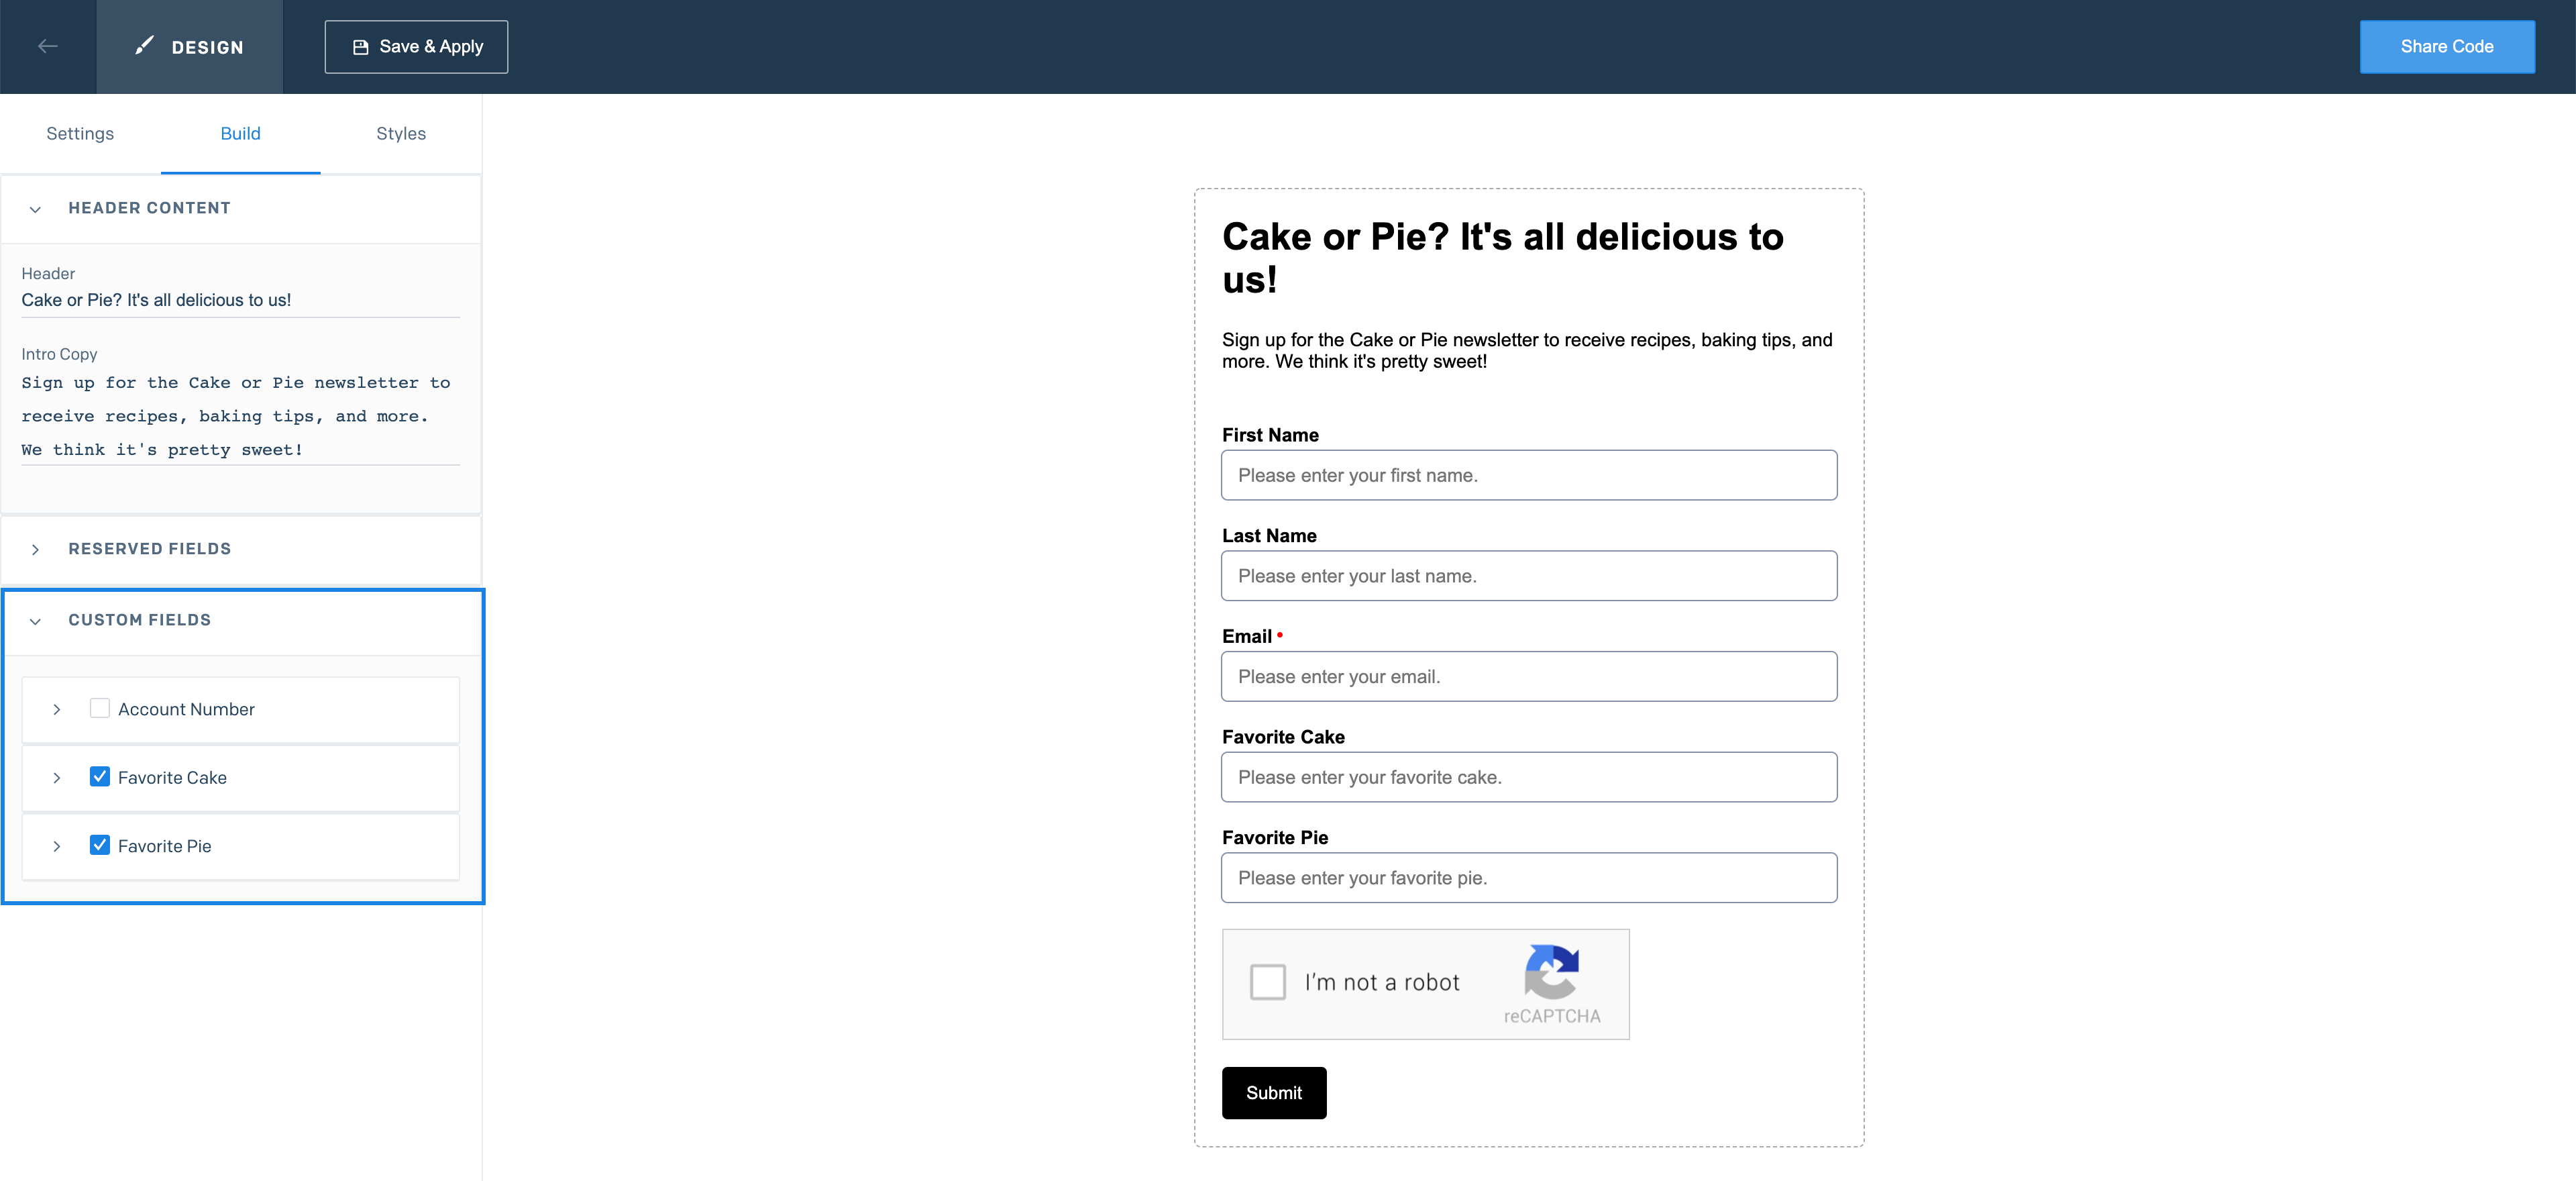 DESIGN
Save & Apply
Share Code
Settings
Build
Styles
HEADER CONTENT
Header
Cake or Pie? It's all delicious to us!
Intro Copy
Sign up for the Cake or Pie newsletter to
receive recipes, baking tips, and more.
We think it's pretty sweet!
RESERVED FIELDS
CUSTOM FIELDS
Account Number
Favorite Cake
Favorite Pie
Cake or Pie? It's all delicious to
us!
Sign up for the Cake or Pie newsletter to receive recipes, baking tips, and
more. We think it's pretty sweet!
First Name
Please enter your first name.
Last Name
Please enter your last name.
Email •
Please enter your email.
Favorite Cake
Please enter your favorite cake.
Favorite Pie
Please enter your favorite pie.
I'm not a robot
reCAPTCHA
Submit